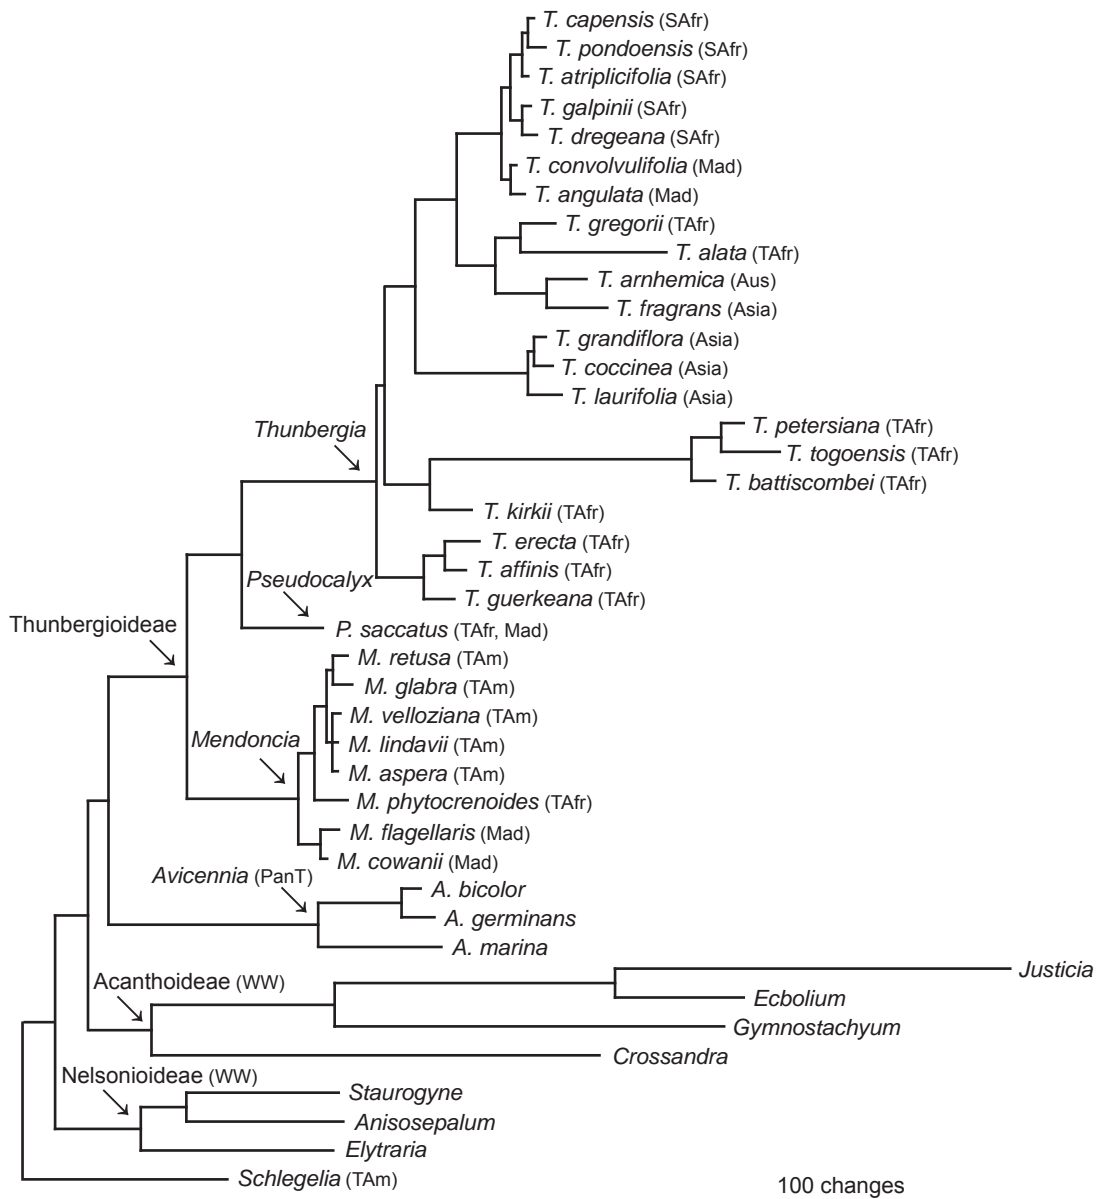 T. capensis (SAfr)
T. pondoensis (SAfr)
T. atriplicifolia (SAfr)
T. galpinii (SAfr)
T. dregeana (SAfr)
T. convolvulifolia (Mad)
T. angulata (Mad)
T. gregorii (TAfr)
T. alata (TAfr)
T. arnhemica (Aus)
T. fragrans (Asia)
T. grandiflora (Asia)
T. coccinea (Asia)
T. laurifolia (Asia)
Thunbergia
T. petersiana (TAfr)
T. togoensis (TAfr)
T. battiscombei (TAfr)
T. kirkii (TAfr)
T. erecta (TAfr)
T. affinis (TAfr)
Pseudocalyx
T. guerkeana (TAfr)
Thunbergioideae
P. saccatus (TAfr, Mad)
M. retusa (TAm)
M. glabra (TAm)
M. velloziana (TAm)
Mendoncia
M. lindavii (TAm)
M. aspera (TAm)
M. phytocrenoides (TAfr)
M. flagellaris (Mad)
M. cowanii (Mad)
Avicennia (PanT)
A. bicolor
A. germinans
A. marina
Justicia
Acanthoideae (WW)
Ecbolium
Gymnostachyum
Crossandra
Nelsonioideae (WW)
Staurogyne
Anisosepalum
Elytraria
Schlegelia (TAm)
100 changes